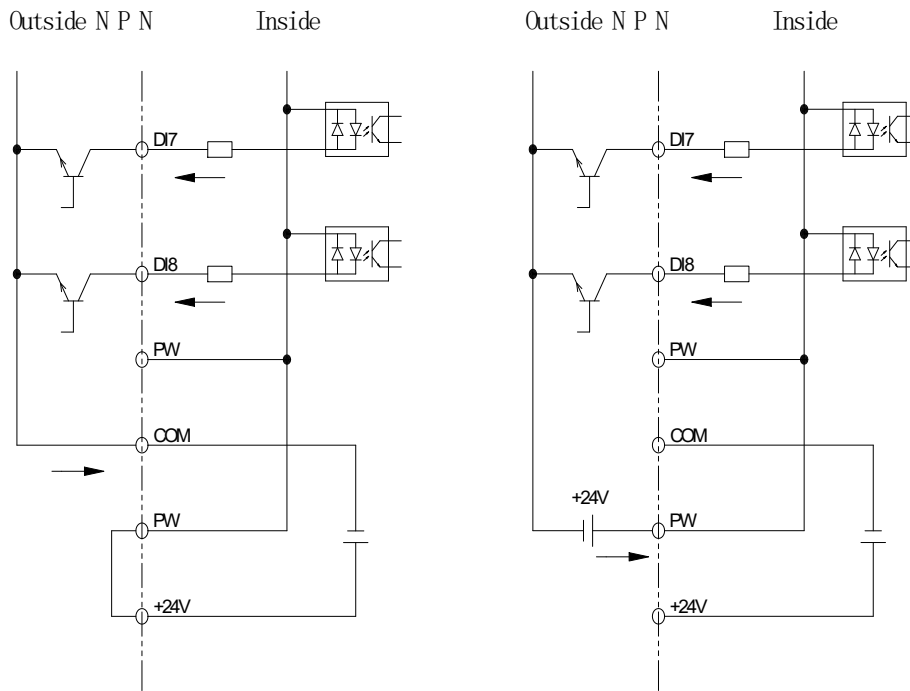 Outside N P N Inside
DI7
DI8
PW
COM
PW
+24V
Outside N P N Inside
DI7
DI8
PW
COM
+24V
PW
+24V